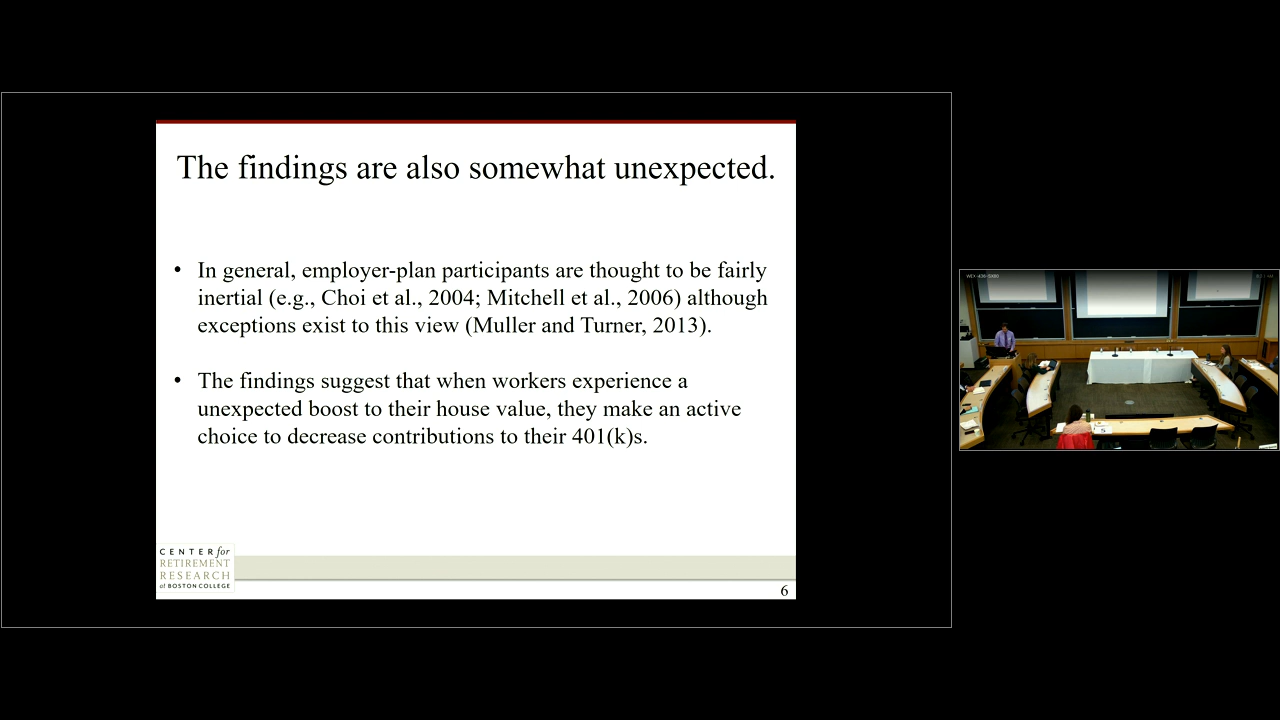 The findings are also somewhat unexpected.
• In general, employer-plan participants are thought to be fairly
inertial (e.g., Choi et al., 2004; Mitchell et al., 2006) although
exceptions exist to this view (Muller and Turner, 2013).
• The findings suggest that when workers experience a
unexpected boost to their house value, they make an active
choice to decrease contributions to their 401(k)s.
CENTER for
RETIREMENT
RESEARCH
at BOSTON COLLEGE
6